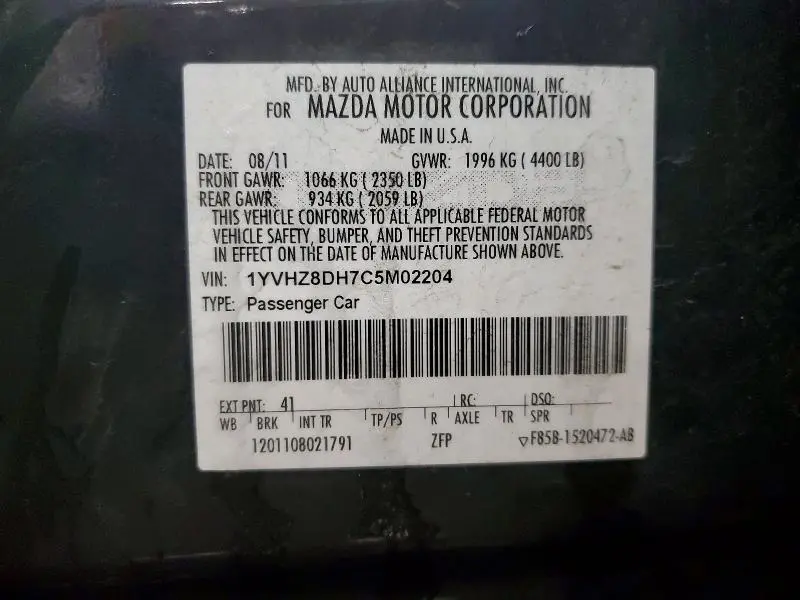 MFD. BY AUTO ALLIANCE INTERNATIONAL, INC.
FOR MAZDA MOTOR CORPORATION
MADE IN U.S.A.
DATE: 08/11 GVWR: 1996 KG ( 4400 LB)
FRONT GAWR: 1066 KG ( 2350 LB)
REAR GAWR: 934 KG ( 2059 LB)
THIS VEHICLE CONFORMS TO ALL APPLICABLE FEDERAL MOTOR
VEHICLE SAFETY, BUMPER, AND THEFT PREVENTION STANDARDS
IN EFFECT ON THE DATE OF MANUFACTURE SHOWN ABOVE.
VIN: 1YVHZ8DH7C5M02204
TYPE: Passenger Car
EXT PNT: 41 RC: DSO:
WB BRK INT TR TP/PS R AXLE TR SPR
1201108021791 ZFP F85B-1520472-AB